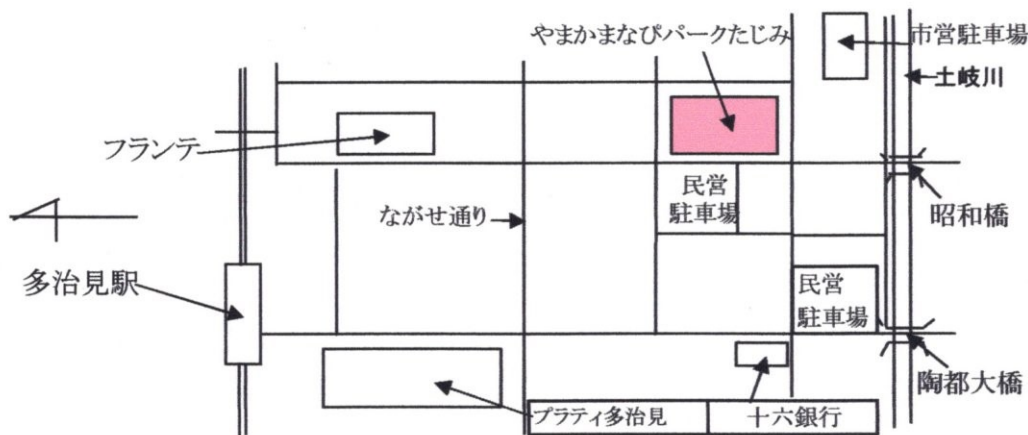 やまかまなびパークたじみ
市営駐車場
土岐川
フランテ
民営
駐車場
昭和橋
ながせ通り
多治見駅
民営
駐車場
陶都大橋
プラティ多治見
十六銀行